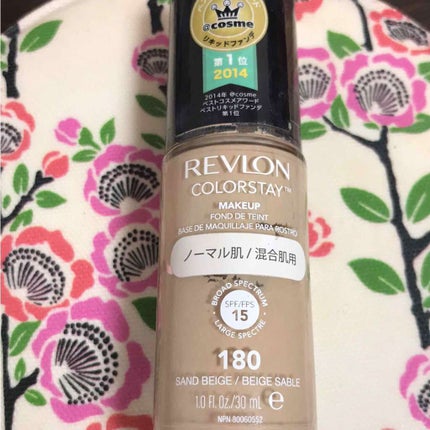 @cosme
リキッドファンデ
第1位
2014
2014年 @cosme
ベストコスメアワード
ベストリキッドファンデ
第1位
REVLON
COLORSTAY™
MAKEUP
FOND DE TEINT
BASE DE MAQUILLAJE PARA ROSTRO
ノーマル肌/混合肌用
BROAD SPECTRUM
SPF/FPS
15
LARGE SPECTRE
180
SAND BEIGE / BEIGE SABLE
1.0 Fl. Oz./30 mL e
NPN 80060552